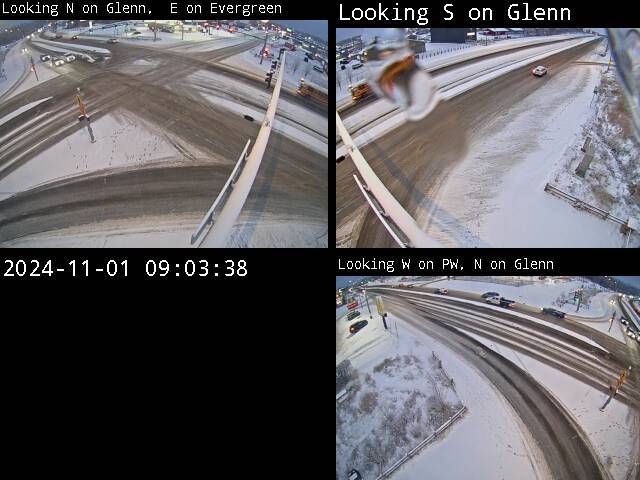 Looking N on Glenn,  E on Evergreen
Looking S on Glenn
2024-11-01 09:03:38
Looking W on PW, N on Glenn